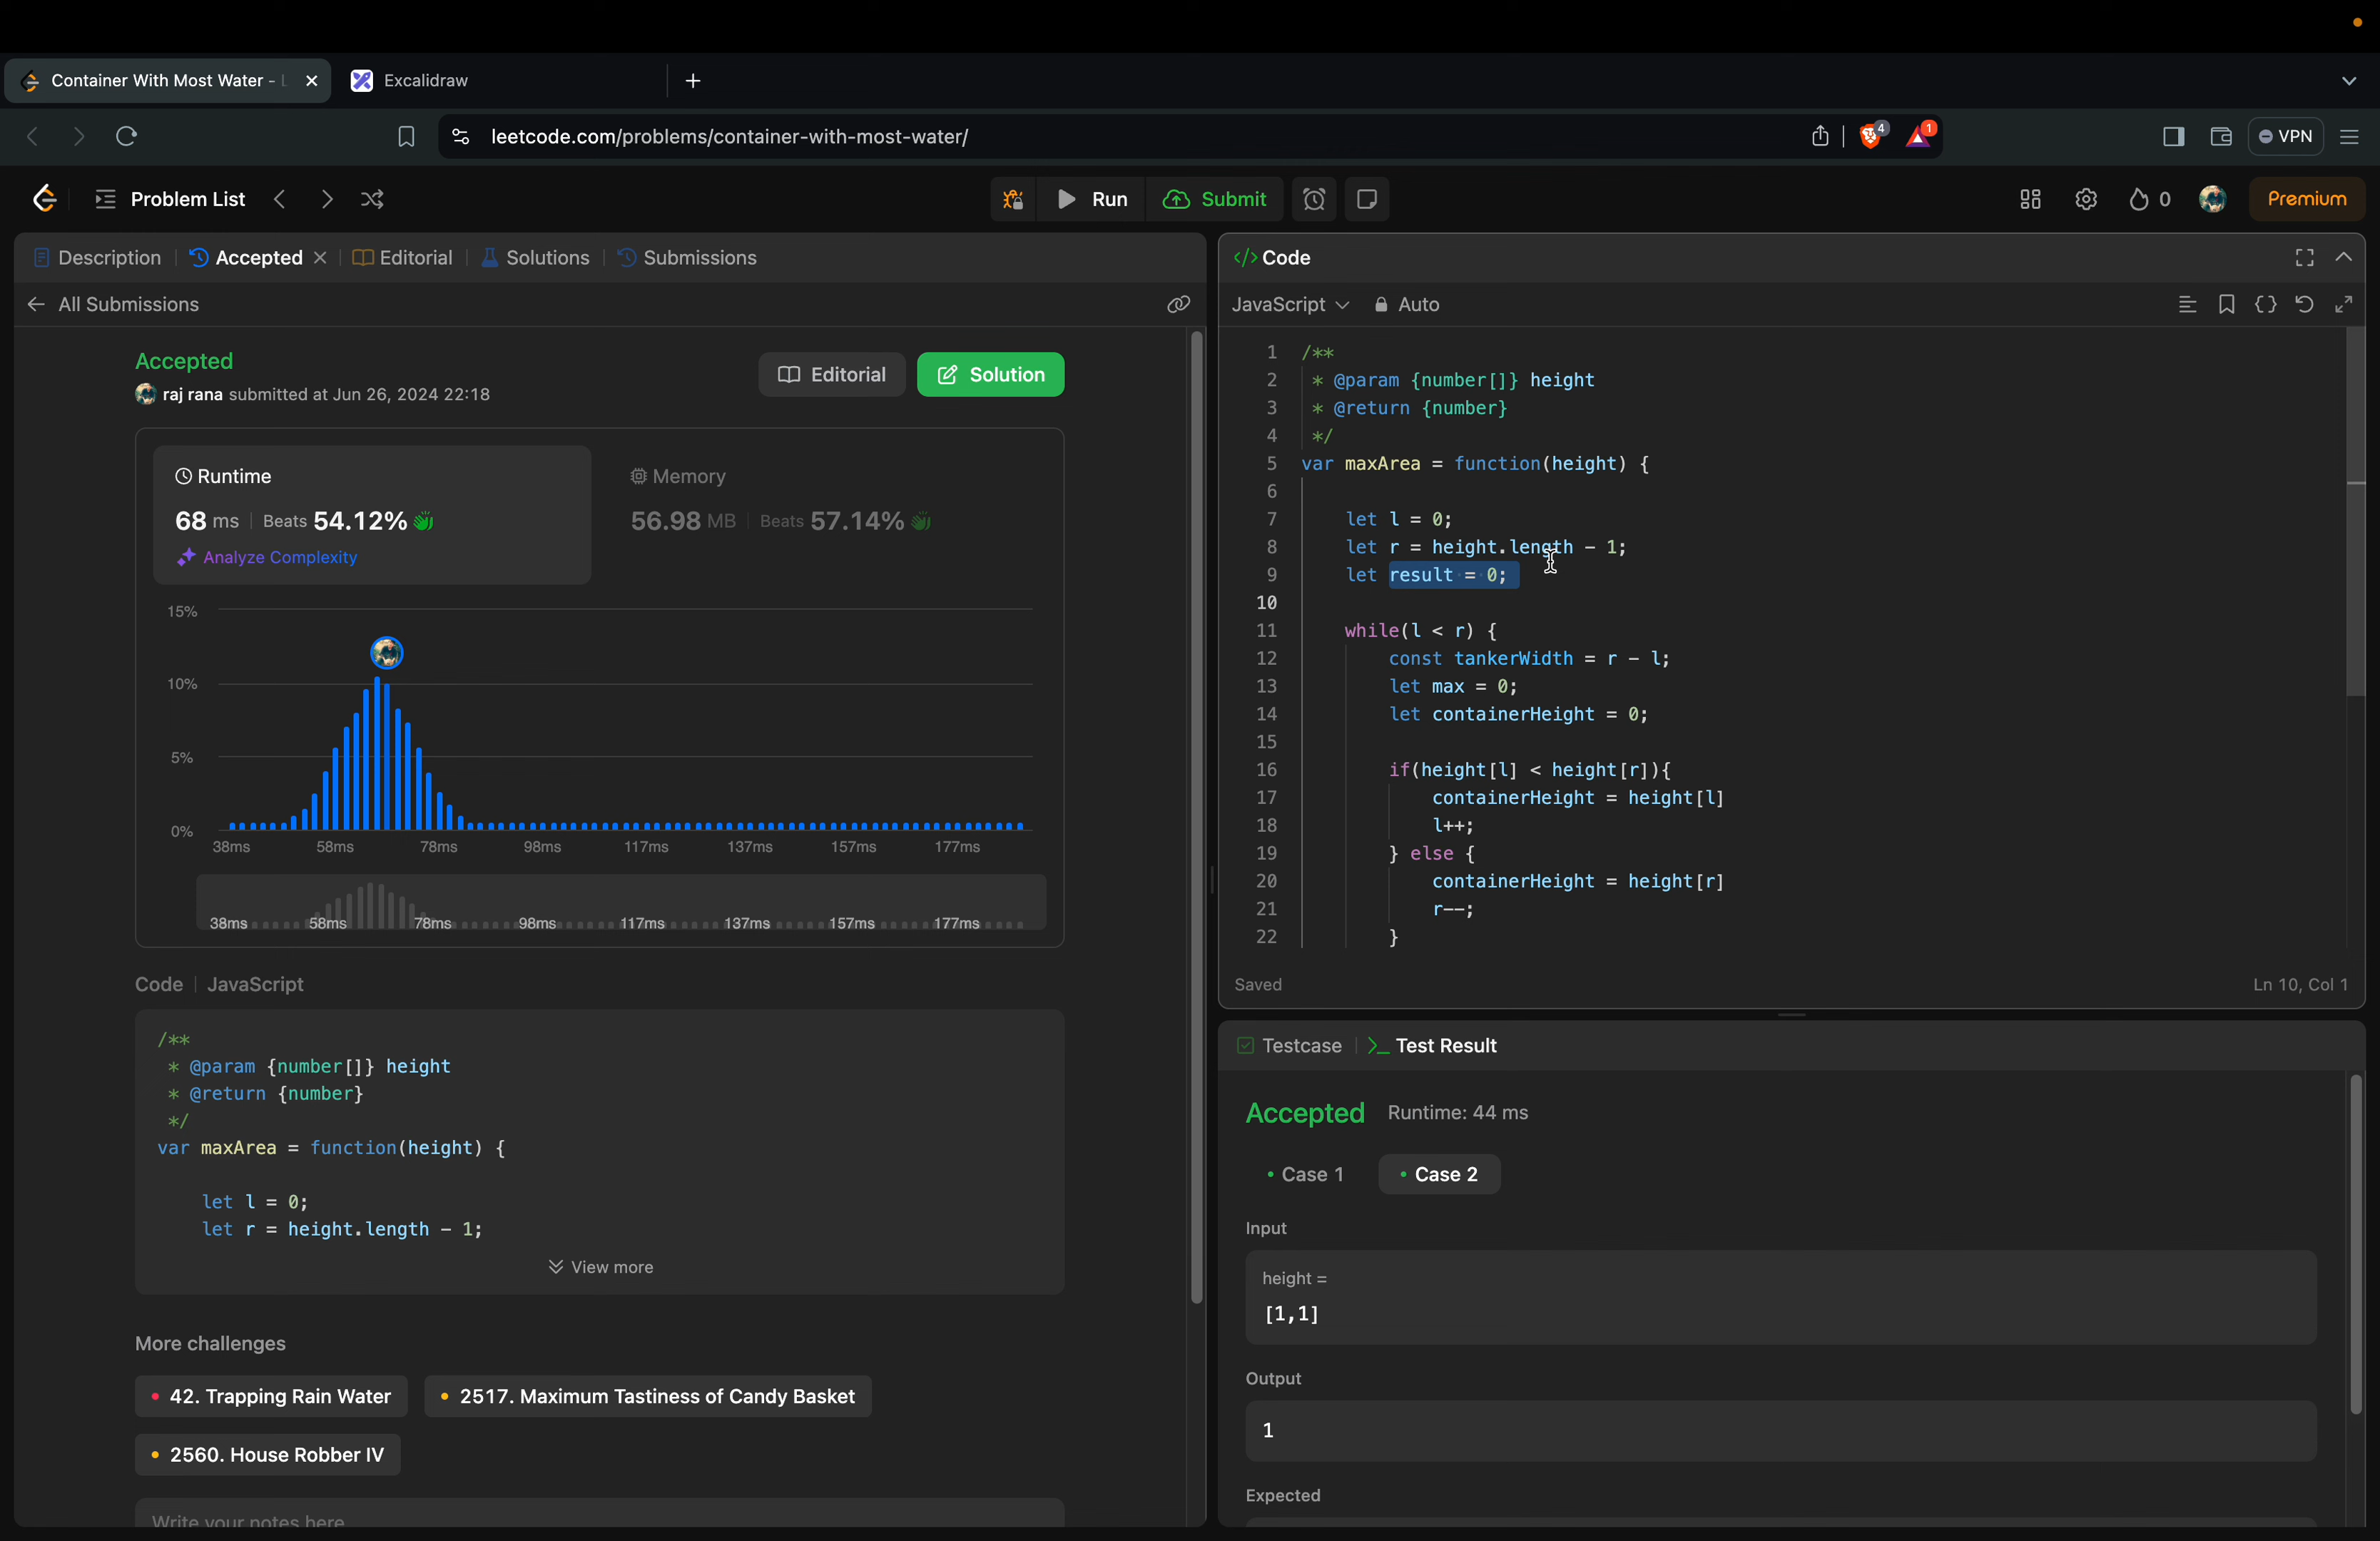 Container With Most Water - L
Excalidraw
leetcode.com/problems/container-with-most-water/
4
1
VPN
Problem List
Run
Submit
0
Premium
Description
Accepted
Editorial
Solutions
Submissions
All Submissions
Accepted
raj rana submitted at Jun 26, 2024 22:18
Editorial
Solution
Runtime
68 ms | Beats 54.12%
Analyze Complexity
Memory
56.98 MB | Beats 57.14%
15%
10%
5%
0%
38ms 58ms 78ms 98ms 117ms 137ms 157ms 177ms
38ms 58ms 78ms 98ms 117ms 137ms 157ms 177ms
Code | JavaScript
/**
* @param {number[]} height
* @return {number}
*/
var maxArea = function(height) {
let l = 0;
let r = height.length - 1;
View more
More challenges
42. Trapping Rain Water
2517. Maximum Tastiness of Candy Basket
2560. House Robber IV
Write your notes here
</> Code
JavaScript
Auto
1 /**
2 * @param {number[]} height
3 * @return {number}
4 */
5 var maxArea = function(height) {
6
7 let l = 0;
8 let r = height.length - 1;
9 let result = 0;
10
11 while(l < r) {
12 const tankerWidth = r - l;
13 let max = 0;
14 let containerHeight = 0;
15
16 if(height[l] < height[r]){
17 containerHeight = height[l]
18 l++;
19 } else {
20 containerHeight = height[r]
21 r--;
22 }
Saved
Ln 10, Col 1
Testcase
>_ Test Result
Accepted Runtime: 44 ms
Case 1
Case 2
Input
height =
[1,1]
Output
1
Expected